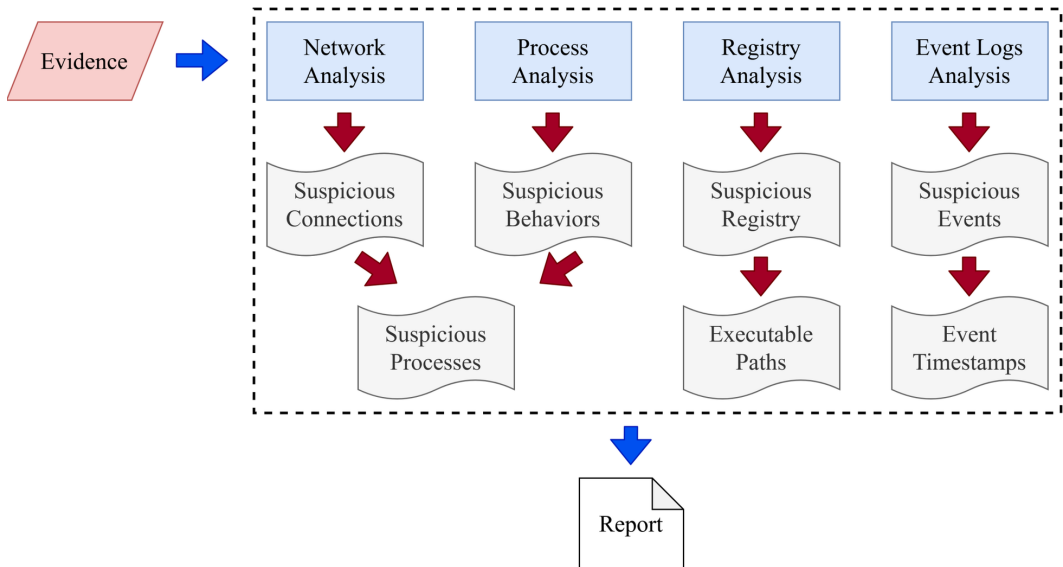 Evidence
Network
Analysis
Process
Analysis
Registry
Analysis
Event Logs
Analysis
Suspicious
Connections
Suspicious
Behaviors
Suspicious
Registry
Suspicious
Events
Suspicious
Processes
Executable
Paths
Event
Timestamps
Report